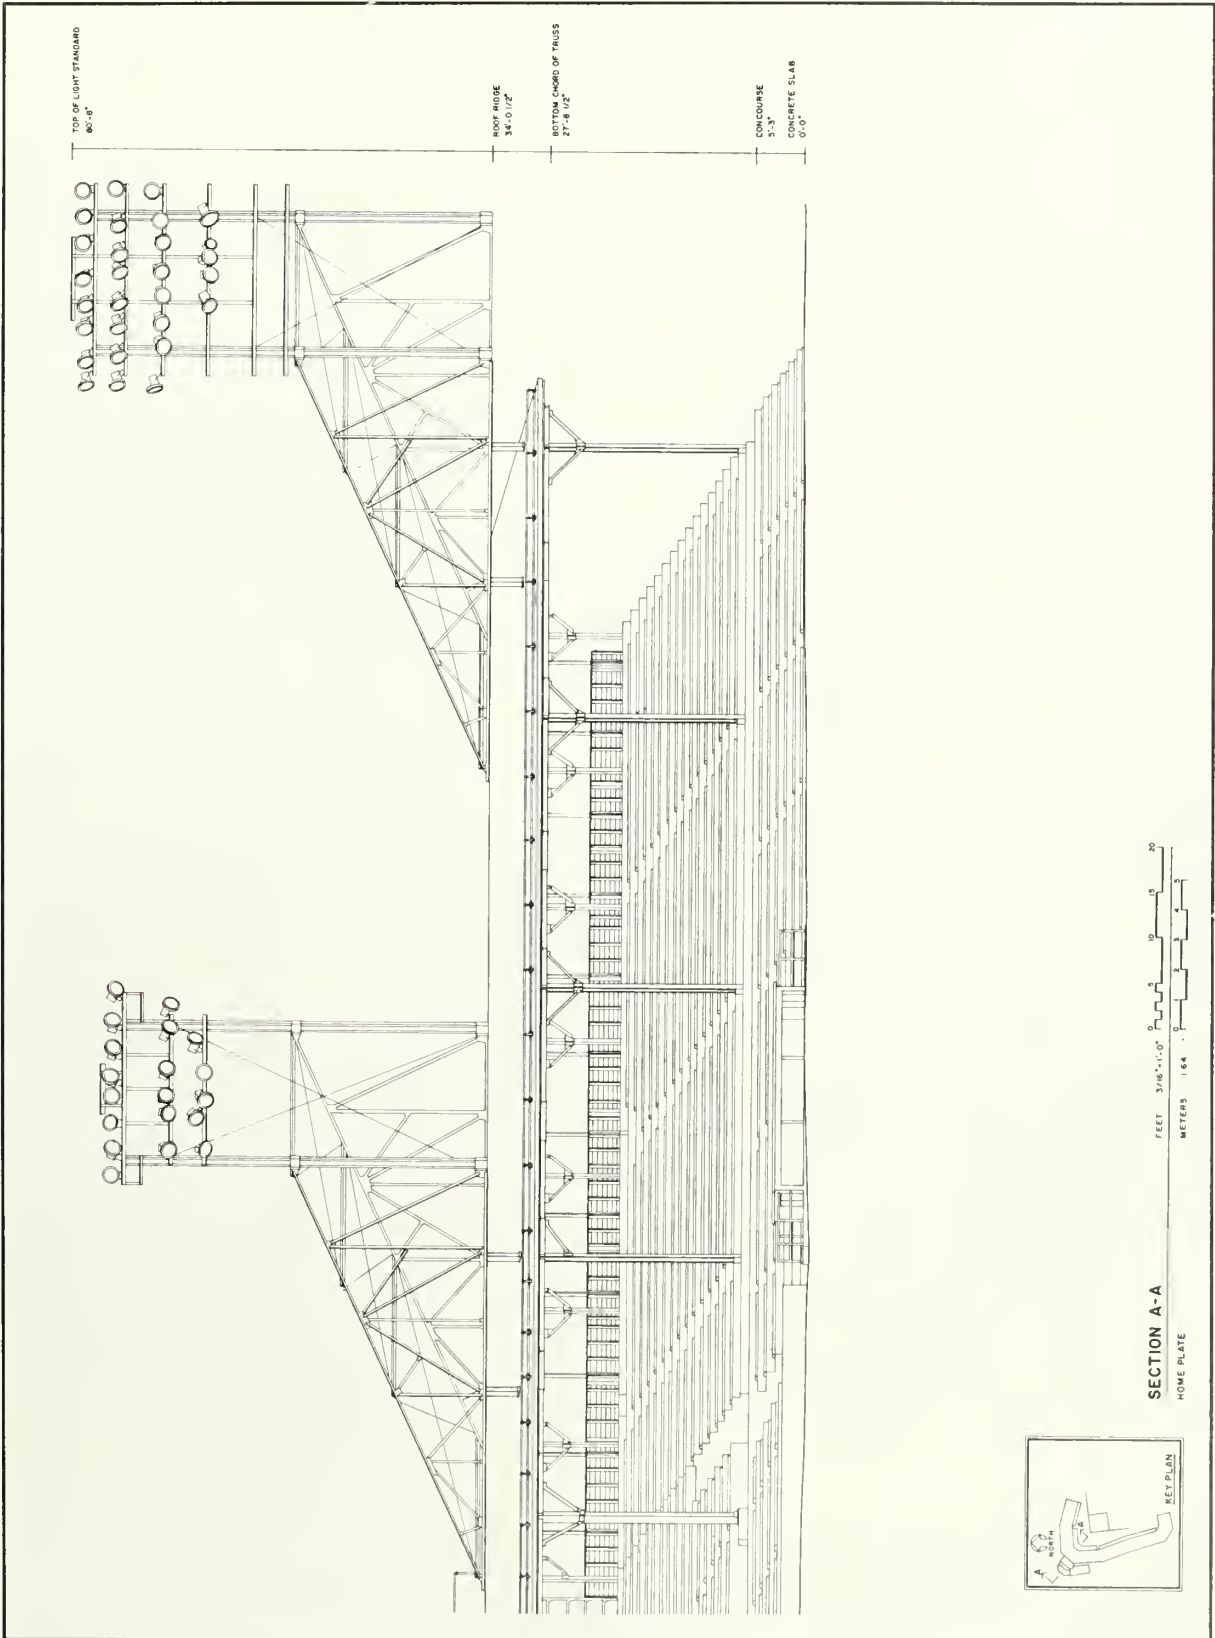 TOP OF LIGHT STANDARD
80'-8"
ROOF RIDGE
34'-0 1/2"
BOTTOM CHORD OF TRUSS
27'-8 1/2"
CONCOURSE
5'-3"
CONCRETE SLAB
0'-0"
SECTION A-A
HOME PLATE
FEET 3/16"=1'-0" 0 5 10 15 20
METERS 1:64 0 1 2 3 4 5
A
NORTH
A
KEY PLAN